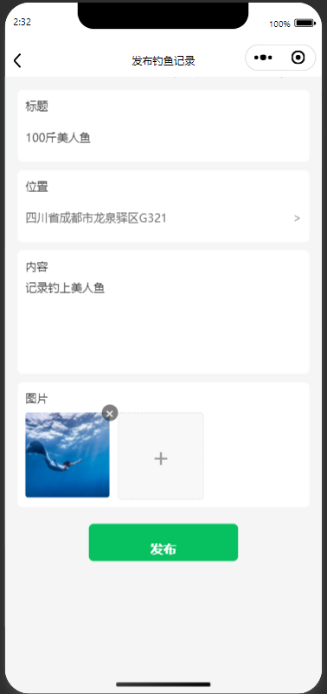 2:32
100%
发布钓鱼记录
标题
100斤美人鱼
位置
四川省成都市龙泉驿区G321
>
内容
记录钓上美人鱼
图片
发布